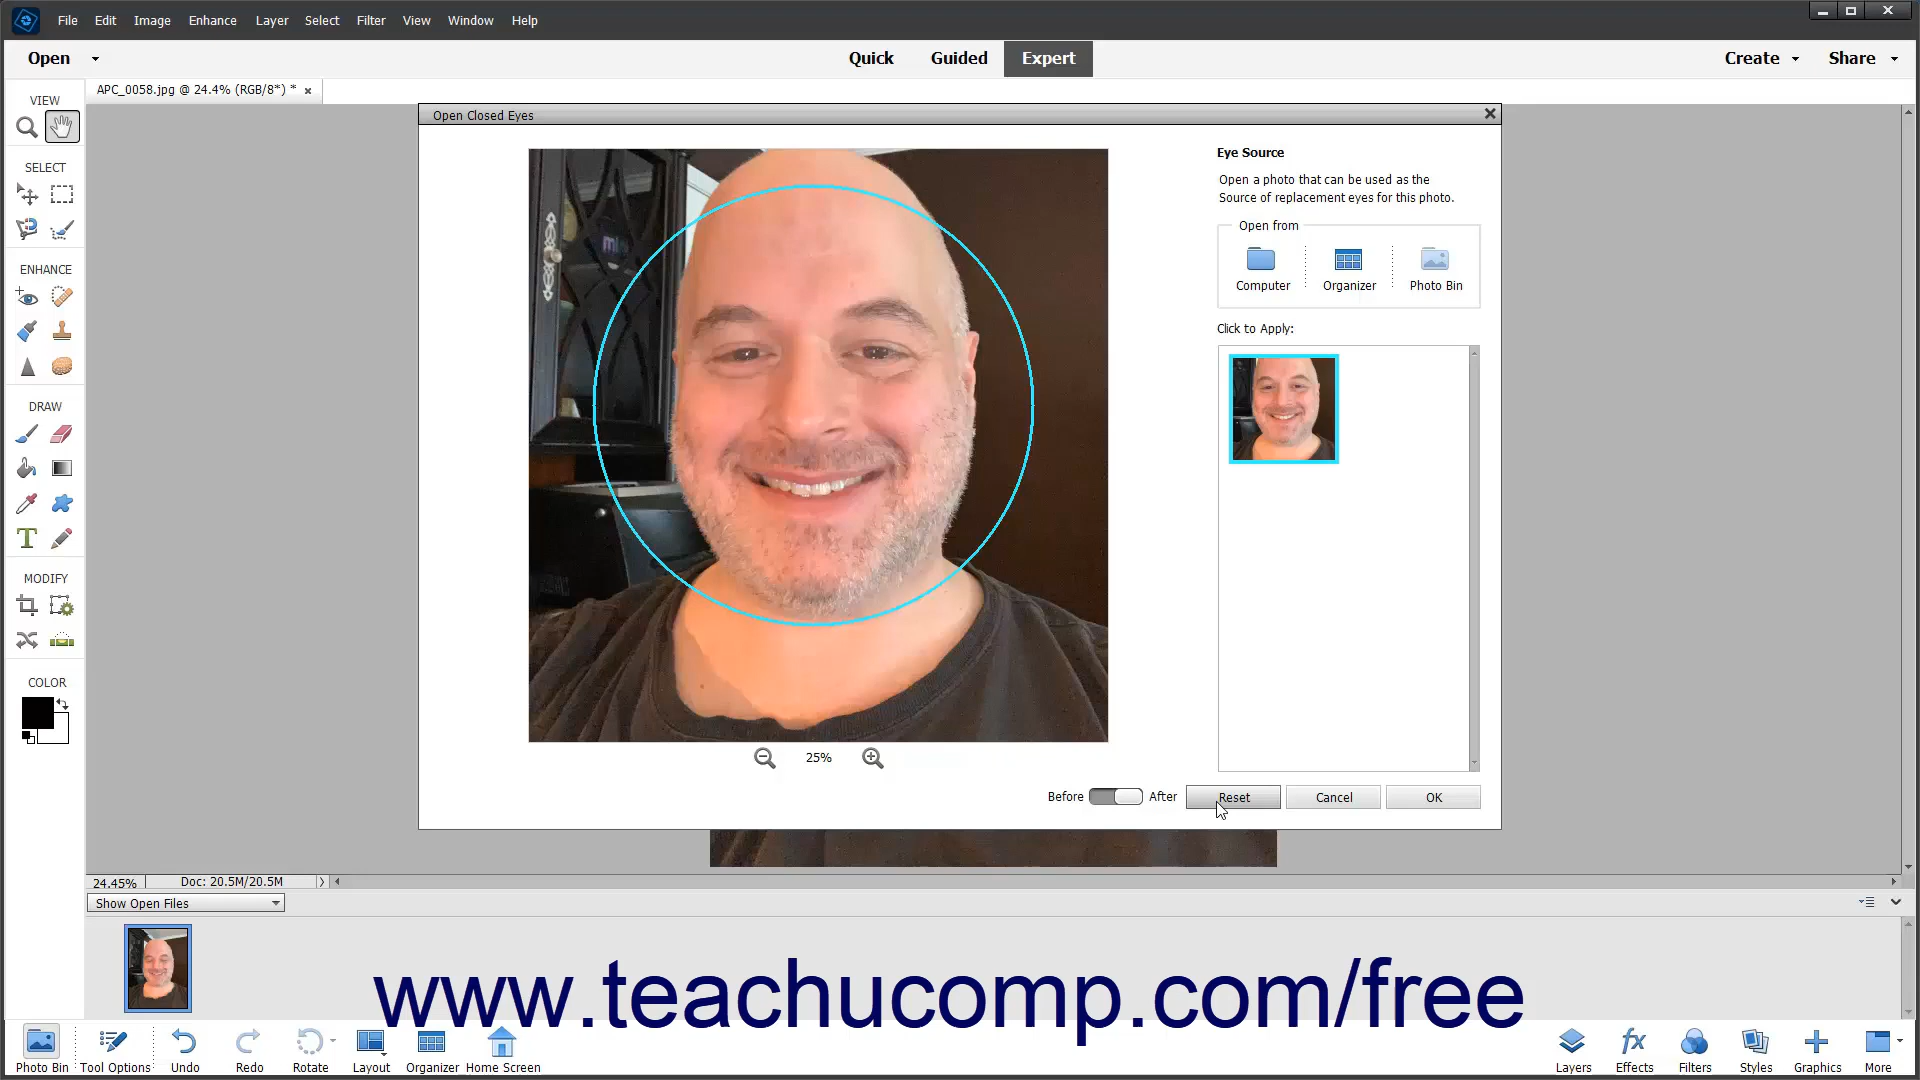 File Edit Image Enhance Layer Select Filter View Window Help
Open Quick Guided Expert Create Share
APC_0058.jpg @ 24.4% (RGB/8*) * ×
VIEW
SELECT
ENHANCE
DRAW
MODIFY
COLOR
Open Closed Eyes
Eye Source
Open a photo that can be used as the
Source of replacement eyes for this photo.
Open from
Computer Organizer Photo Bin
Click to Apply:
25%
Before After Reset Cancel OK
24.45% Doc: 20.5M/20.5M
Show Open Files
www.teachucomp.com/free
Photo Bin Tool Options Undo Redo Rotate Layout Organizer Home Screen Layers Effects Filters Styles Graphics More